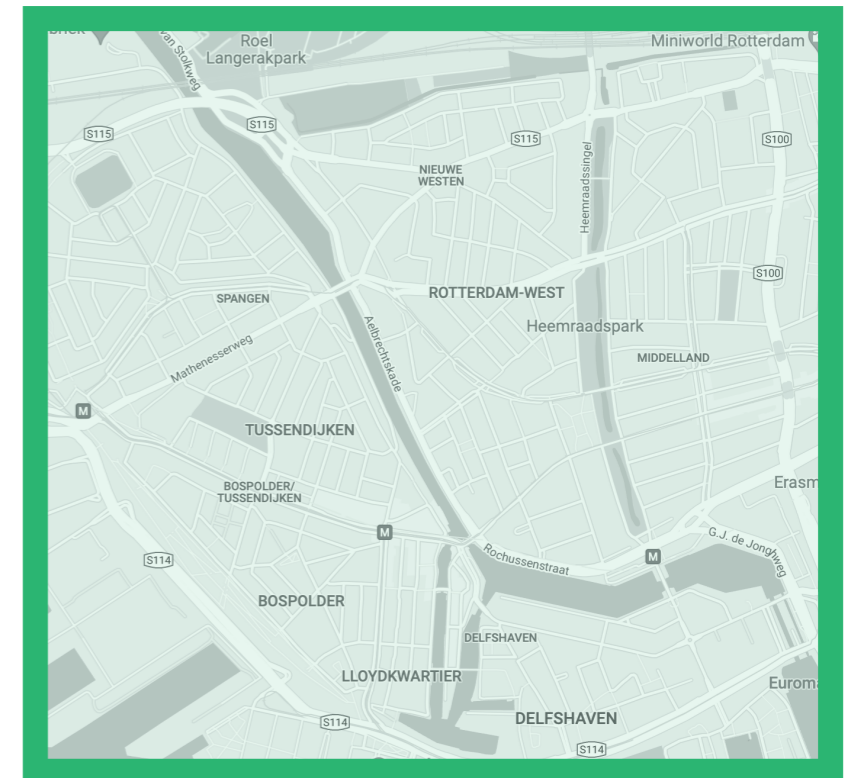 Roel
Langerakpark
Miniworld Rotterdam
van Stolkweg
S115
S115
S115
S100
NIEUWE
WESTEN
Heemraadssingel
S100
SPANGEN
ROTTERDAM-WEST
Heemraadspark
Aelbrechtskade
Mathenesserweg
MIDDELLAND
M
TUSSENDIJKEN
BOSPOLDER/
TUSSENDIJKEN
Erasm
M
G.J. de Jonghweg
S114
Rochussenstraat
M
BOSPOLDER
DELFSHAVEN
LLOYDKWARTIER
Euroma
S114
DELFSHAVEN
S114